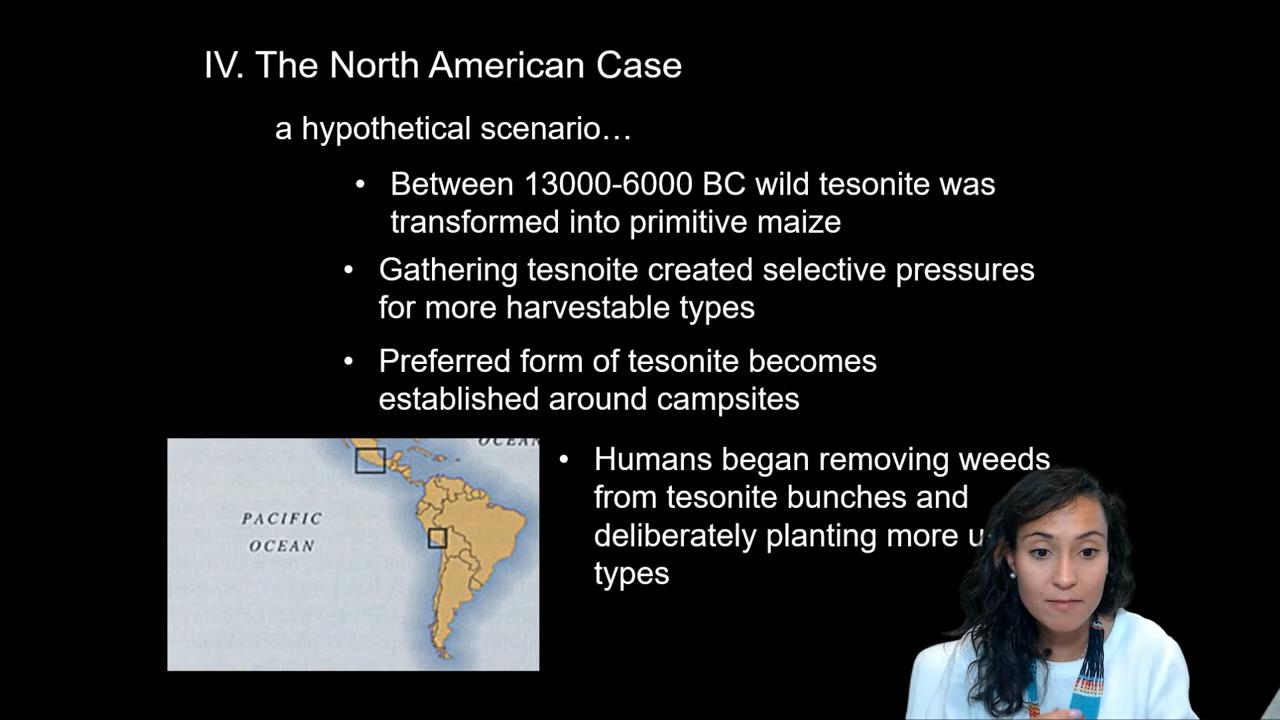 IV. The North American Case
a hypothetical scenario…
• Between 13000-6000 BC wild tesonite was
transformed into primitive maize
• Gathering tesnoite created selective pressures
for more harvestable types
• Preferred form of tesonite becomes
established around campsites
OCEAN
PACIFIC
OCEAN
• Humans began removing weeds
from tesonite bunches and
deliberately planting more
types